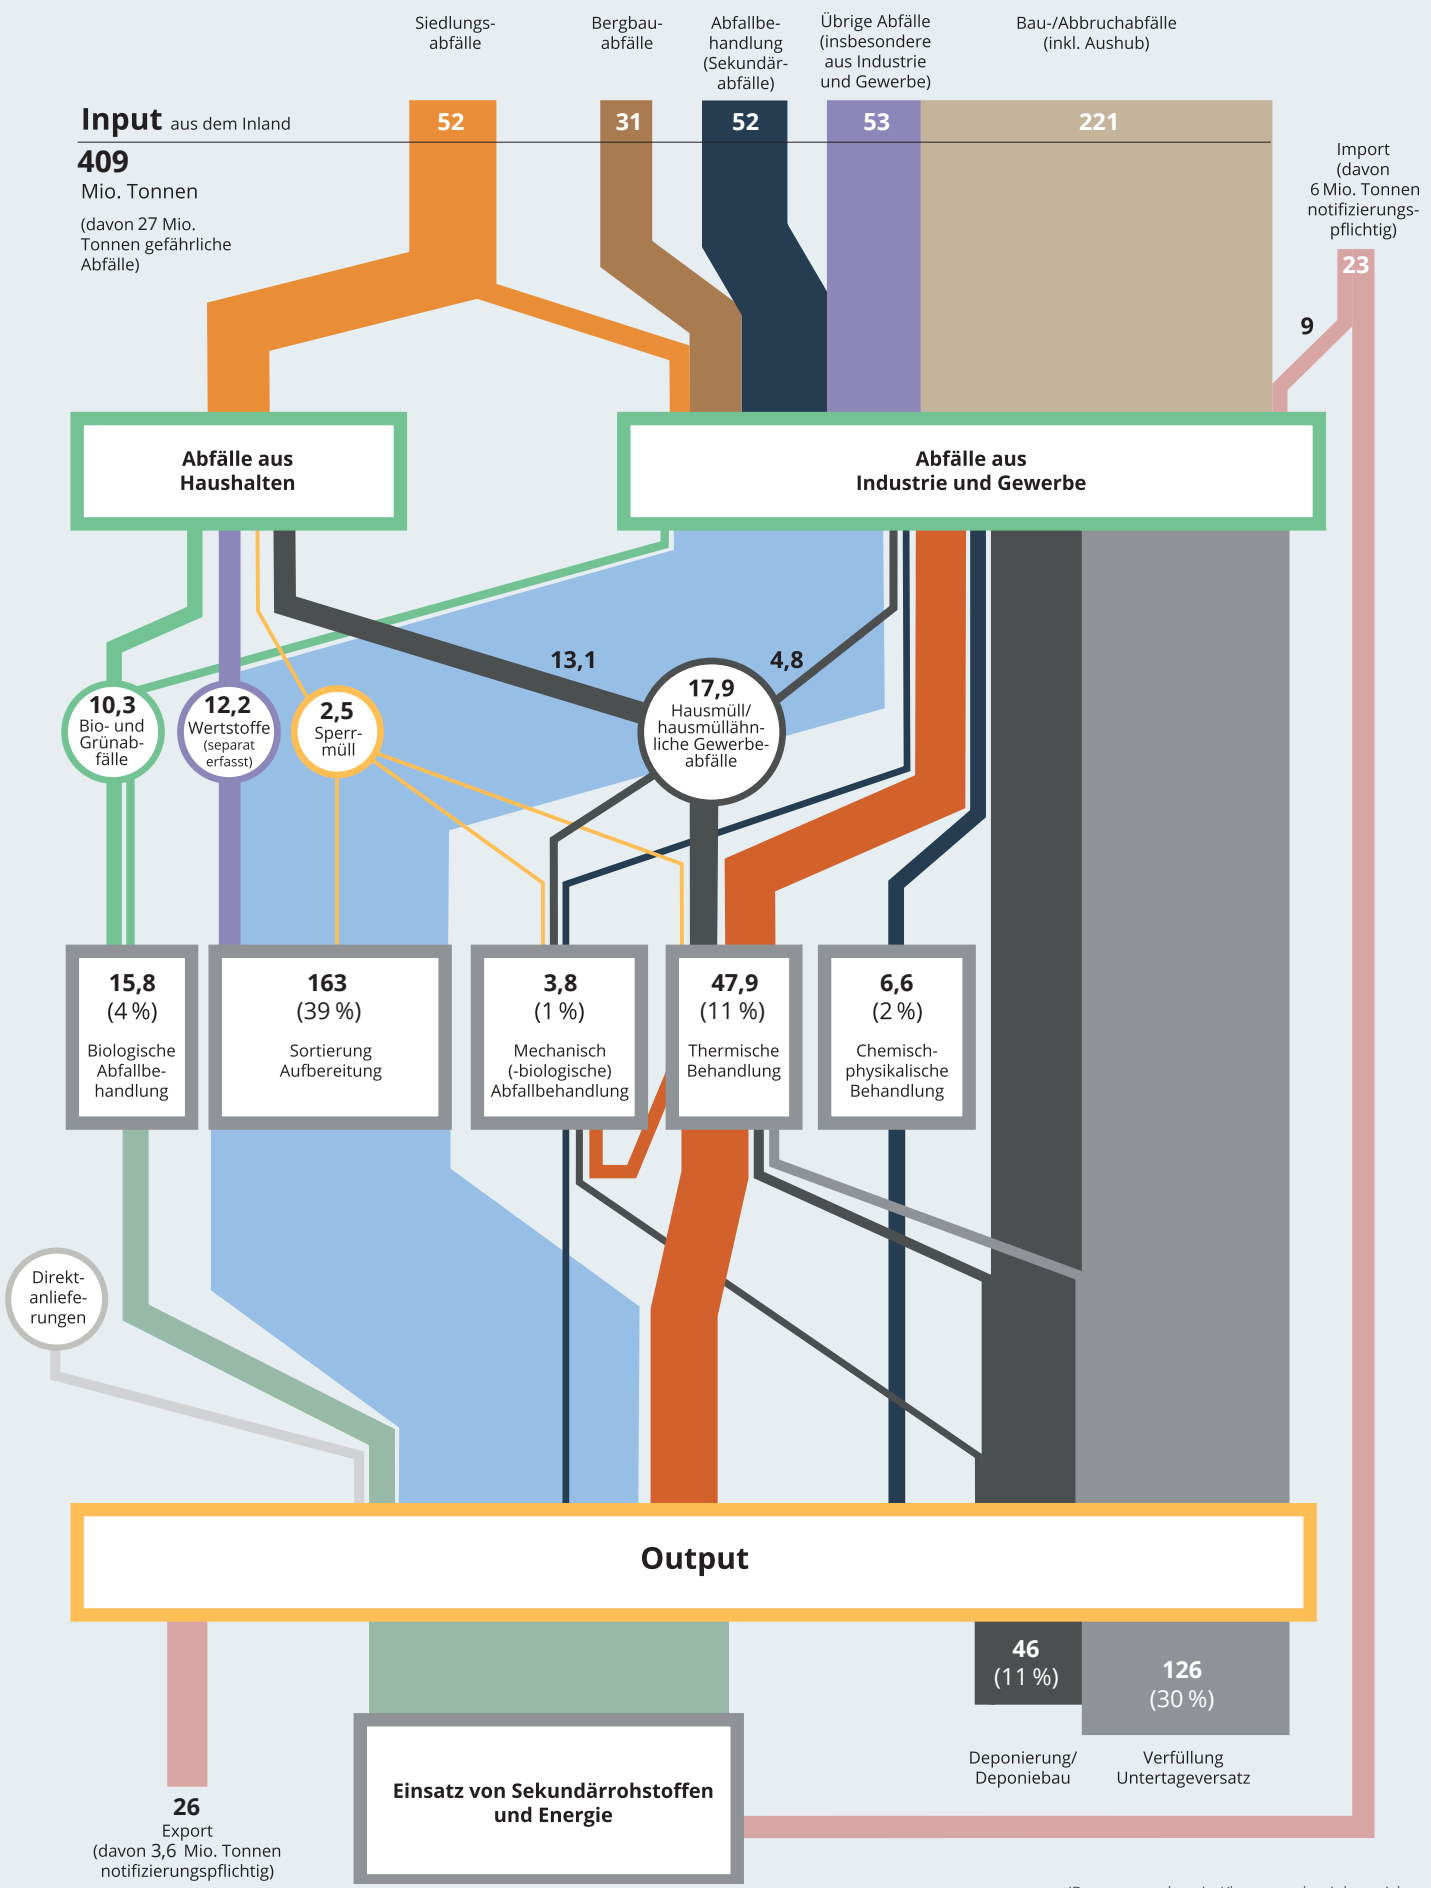 Siedlungs-
abfälle
Bergbau-
abfälle
Abfallbe-
handlung
(Sekundär-
abfälle)
Übrige Abfälle
(insbesondere
aus Industrie
und Gewerbe)
Bau-/Abbruchabfälle
(inkl. Aushub)
Input aus dem Inland
52
31
52
53
221
409
Mio. Tonnen
(davon 27 Mio.
Tonnen gefährliche
Abfälle)
Import
(davon
6 Mio. Tonnen
notifizierungs-
pflichtig)
23
9
Abfälle aus
Haushalten
Abfälle aus
Industrie und Gewerbe
13,1
4,8
10,3
Bio- und
Grünab-
fälle
12,2
Wertstoffe
(separat
erfasst)
2,5
Sperr-
müll
17,9
Hausmüll/
hausmüllähn-
liche Gewerbe-
abfälle
15,8
(4 %)
Biologische
Abfallbe-
handlung
163
(39 %)
Sortierung
Aufbereitung
3,8
(1 %)
Mechanisch
(-biologische)
Abfallbehandlung
47,9
(11 %)
Thermische
Behandlung
6,6
(2 %)
Chemisch-
physikalische
Behandlung
Direkt-
anliefe-
rungen
Output
46
(11 %)
126
(30 %)
Deponierung/
Deponiebau
Verfüllung
Untertageversatz
Einsatz von Sekundärrohstoffen
und Energie
26
Export
(davon 3,6 Mio. Tonnen
notifizierungspflichtig)